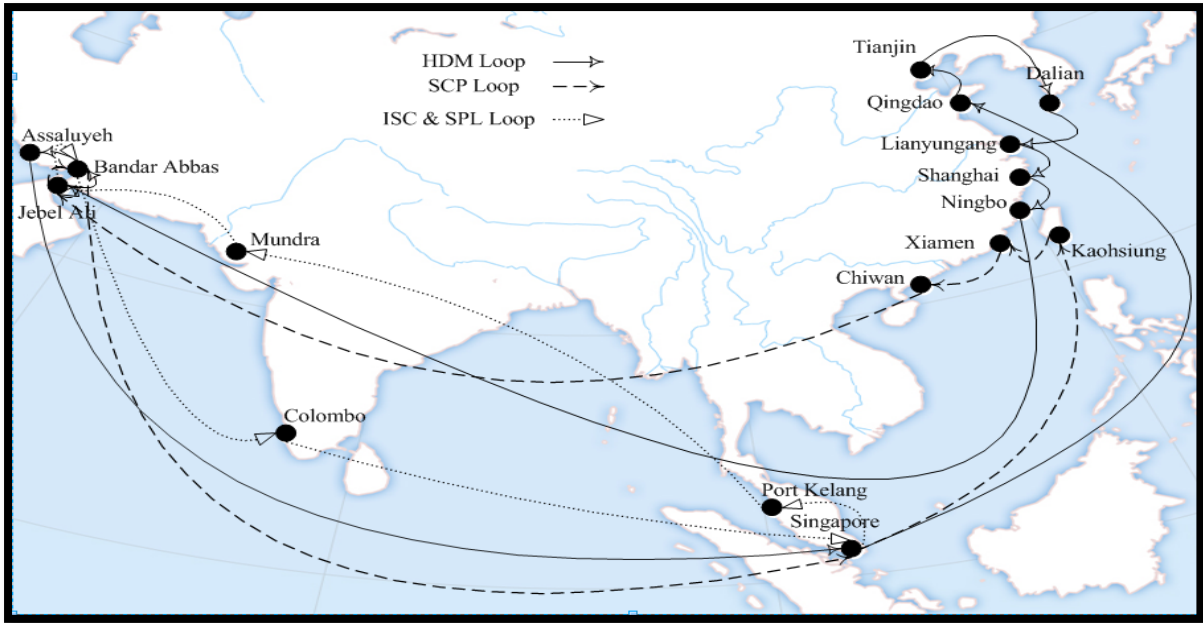 HDM Loop
SCP Loop
ISC & SPL Loop
Tianjin
Dalian
Qingdao
Assaluyeh
Bandar Abbas
Lianyungang
Shanghai
Jebel Ali
Ningbo
Mundra
Xiamen
Kaohsiung
Chiwan
Colombo
Port Kelang
Singapore